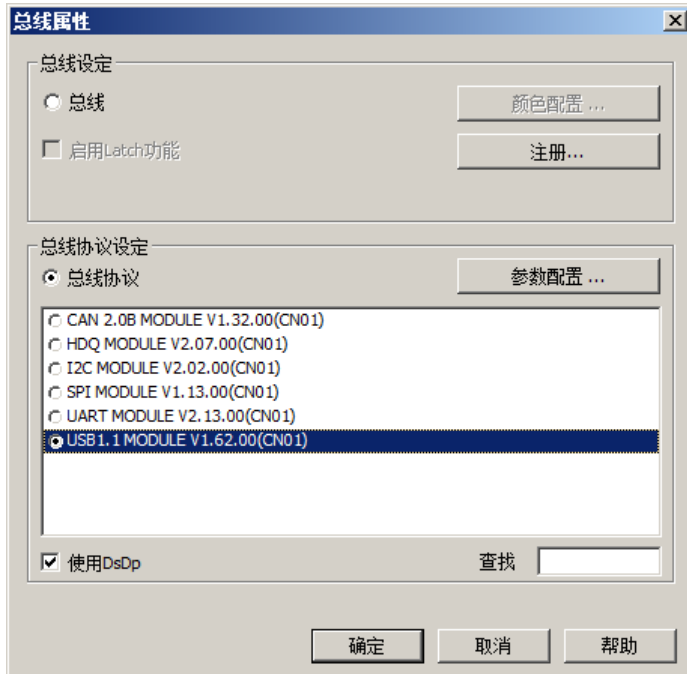 总线属性
总线设定
总线
颜色配置 ...
启用Latch功能
注册...
总线协议设定
总线协议
参数配置 ...
CAN 2.0B MODULE V1.32.00(CN01)
HDQ MODULE V2.07.00(CN01)
I2C MODULE V2.02.00(CN01)
SPI MODULE V1.13.00(CN01)
UART MODULE V2.13.00(CN01)
USB1.1 MODULE V1.62.00(CN01)
使用DsDp
查找
确定
取消
帮助